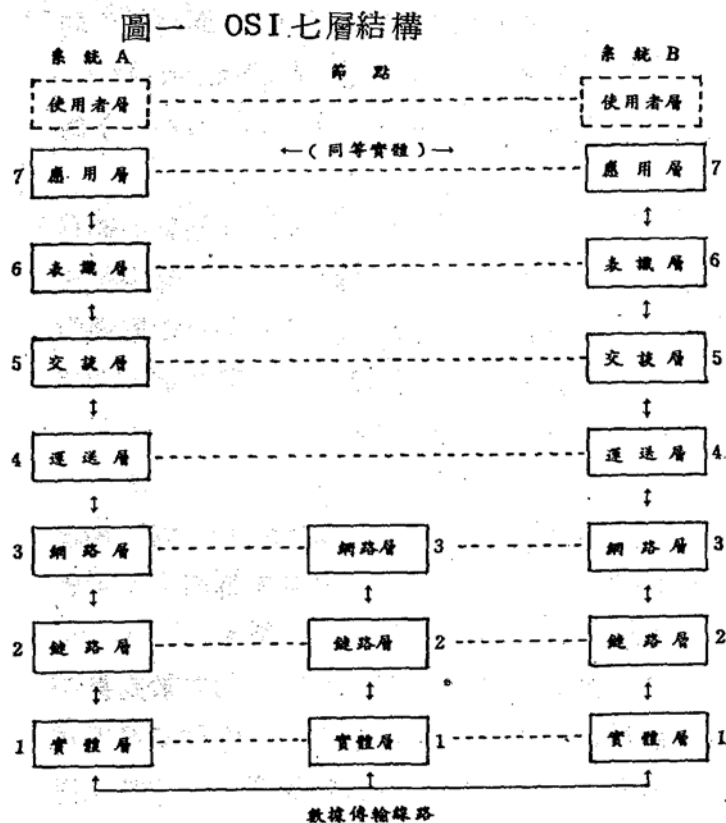 圖一 OSI 七層結構
系統A 節點 系統B
使用者層 使用者層
←(同等實體)→
7 應用層 應用層 7
6 表識層 表識層 6
5 交談層 交談層 5
4 運送層 運送層 4
3 網路層 網路層 3 網路層 3
2 鏈路層 鏈路層 2 鏈路層 2
1 實體層 實體層 1 實體層 1
數據傳輸線路